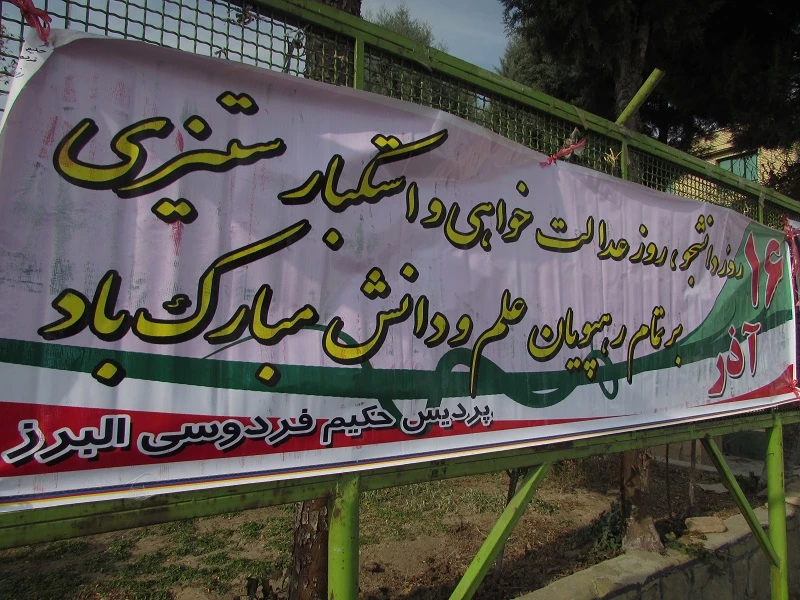 ۱۶
آذر
روز دانشجو، روز عدالت خواهی و استکبار ستیزی
بر تمام رهپویان علم و دانش مبارک باد
پردیس حکیم فردوسی البرز